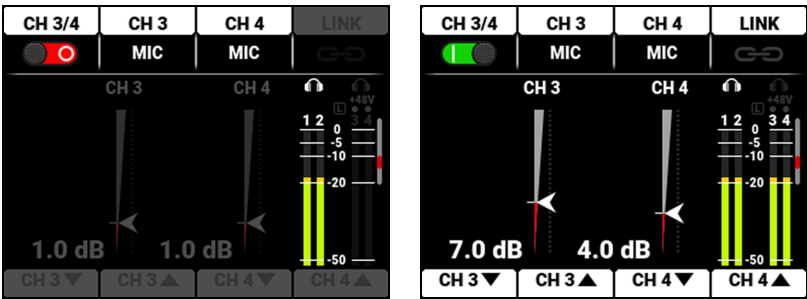 CH 3/4 CH 3 CH 4 LINK
MIC MIC
CH 3 CH 4
+48V
L
1 2 3 4
0
-5
-10
-20
-50
1.0 dB 1.0 dB
CH 3▼ CH 3▲ CH 4▼ CH 4▲
CH 3/4 CH 3 CH 4 LINK
MIC MIC
CH 3 CH 4
+48V
L
1 2 3 4
0
-5
-10
-20
-50
7.0 dB 4.0 dB
CH 3▼ CH 3▲ CH 4▼ CH 4▲